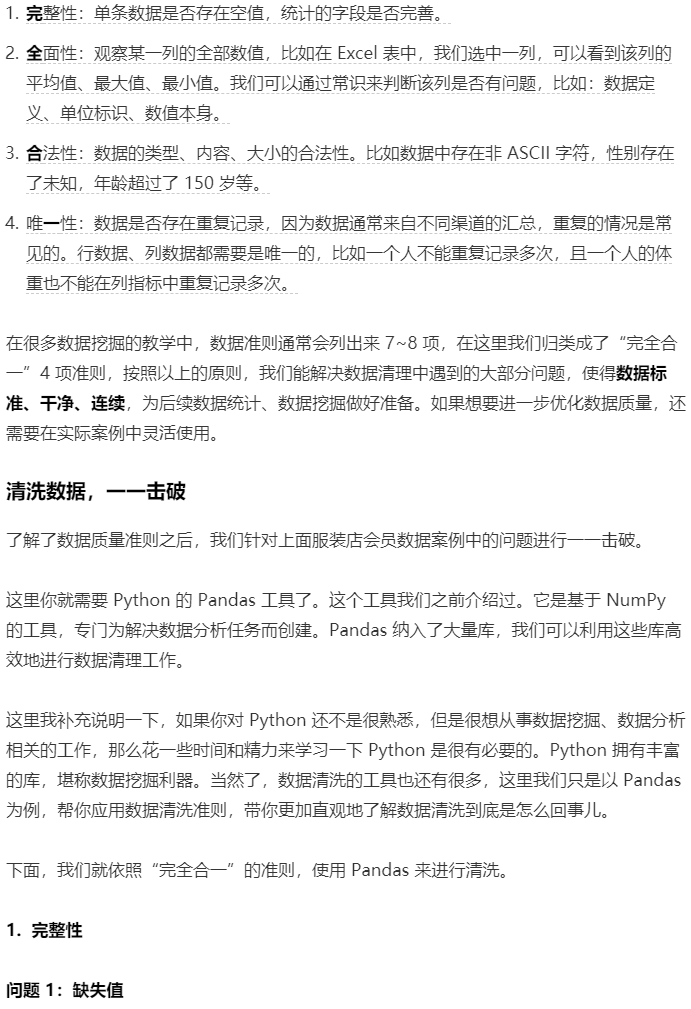 1. 完整性：单条数据是否存在空值，统计的字段是否完善。
2. 全面性：观察某一列的全部数值，比如在 Excel 表中，我们选中一列，可以看到该列的
平均值、最大值、最小值。我们可以通过常识来判断该列是否有问题，比如：数据定
义、单位标识、数值本身。
3. 合法性：数据的类型、内容、大小的合法性。比如数据中存在非 ASCII 字符，性别存在
了未知，年龄超过了 150 岁等。
4. 唯一性：数据是否存在重复记录，因为数据通常来自不同渠道的汇总，重复的情况是常
见的。行数据、列数据都需要是唯一的，比如一个人不能重复记录多次，且一个人的体
重也不能在列指标中重复记录多次。
在很多数据挖掘的教学中，数据准则通常会列出来 7~8 项，在这里我们归类成了“完全合
一”4 项准则，按照以上的原则，我们能解决数据清理中遇到的大部分问题，使得数据标
准、干净、连续，为后续数据统计、数据挖掘做好准备。如果想要进一步优化数据质量，还
需要在实际案例中灵活使用。
清洗数据，一一击破
了解了数据质量准则之后，我们针对上面服装店会员数据案例中的问题进行一一击破。
这里你就需要 Python 的 Pandas 工具了。这个工具我们之前介绍过。它是基于 NumPy
的工具，专门为解决数据分析任务而创建。Pandas 纳入了大量库，我们可以利用这些库高
效地进行数据清理工作。
这里我补充说明一下，如果你对 Python 还不是很熟悉，但是很想从事数据挖掘、数据分析
相关的工作，那么花一些时间和精力来学习一下 Python 是很有必要的。Python 拥有丰富
的库，堪称数据挖掘利器。当然了，数据清洗的工具也还有很多，这里我们只是以 Pandas
为例，帮你应用数据清洗准则，带你更加直观地了解数据清洗到底是怎么回事儿。
下面，我们就依照“完全合一”的准则，使用 Pandas 来进行清洗。
1. 完整性
问题 1：缺失值